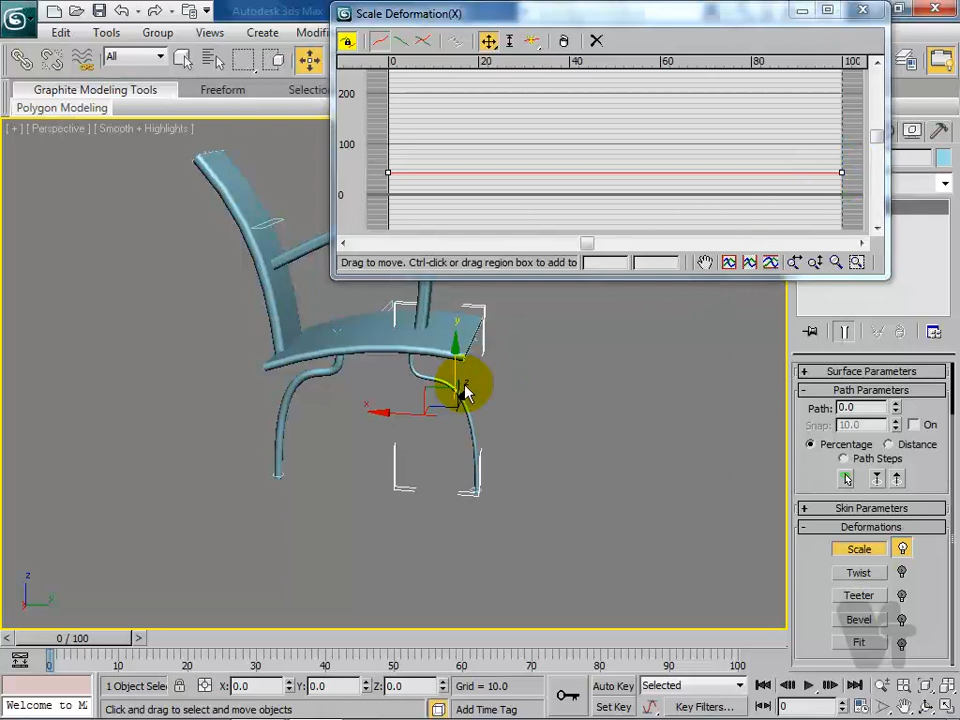 Autodesk 3ds Max
Scale Deformation(X)
Edit
Tools
Group
Views
Create
All
0
20
40
60
80
100
Graphite Modeling Tools
Freeform
Polygon Modeling
200
100
0
[ + ] [ Perspective ] [ Smooth + Highlights ]
Drag to move. Ctrl-click or drag region box to add to
y
x
z
Surface Parameters
Path Parameters
Path: 0.0
Snap: 10.0
On
Percentage
Distance
Path Steps
Skin Parameters
Deformations
Scale
Twist
Teeter
Bevel
Fit
z
y
x
0 / 100
0 10 20 30 40 50 60 70 80 90 100
1 Object Selec
X: 0.0
Y: 0.0
Z: 0.0
Grid = 10.0
Auto Key
Selected
Welcome to M
Click and drag to select and move objects
Add Time Tag
Set Key
Key Filters...
0